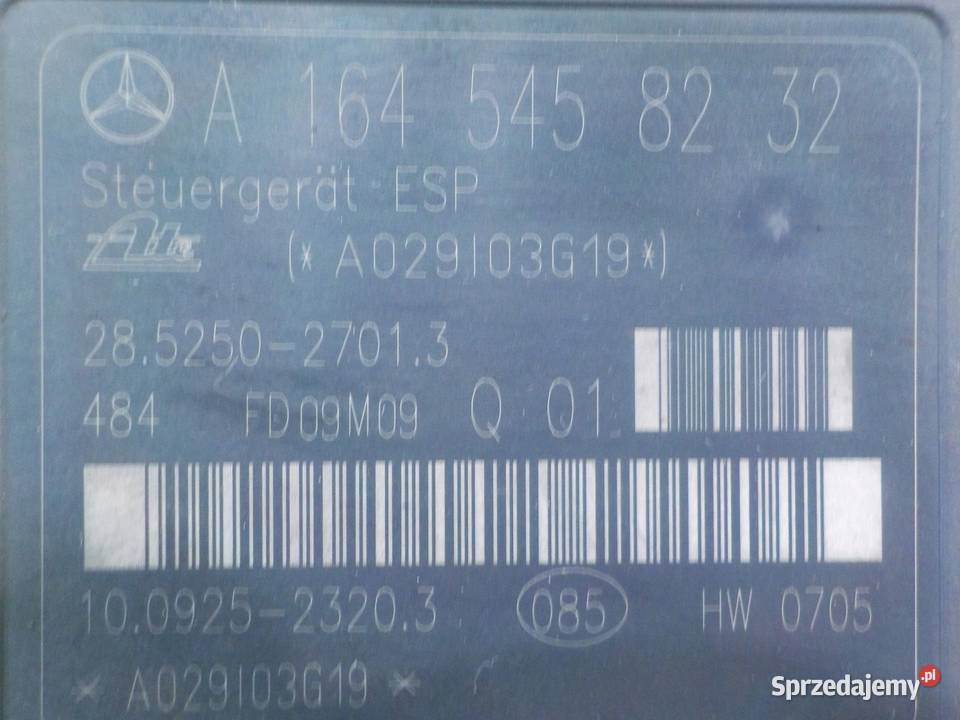 A 164 545 82 32
Steuergerät ESP
Ate (*A029I03G19*)
28.5250-2701.3
484 FD09M09 Q 01
10.0925-2320.3 085 HW 0705
*A029I03G19*
Sprzedajemy.pl